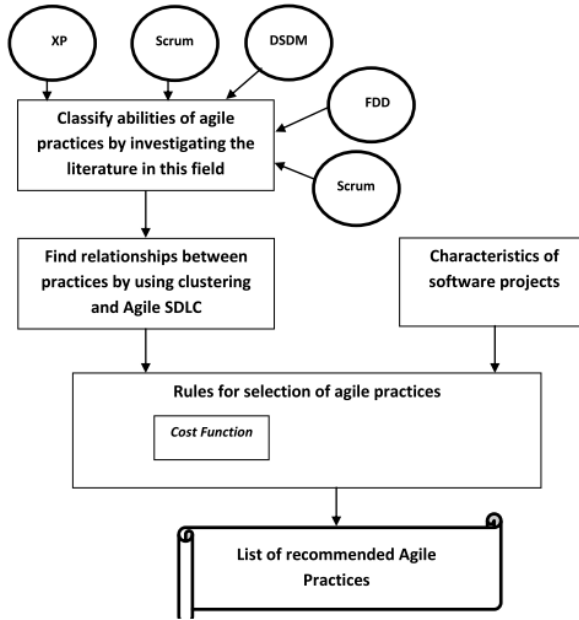 XP
Scrum
DSDM
FDD
Classify abilities of agile
practices by investigating the
literature in this field
Scrum
Find relationships between
practices by using clustering
and Agile SDLC
Characteristics of
software projects
Rules for selection of agile practices
Cost Function
List of recommended Agile
Practices